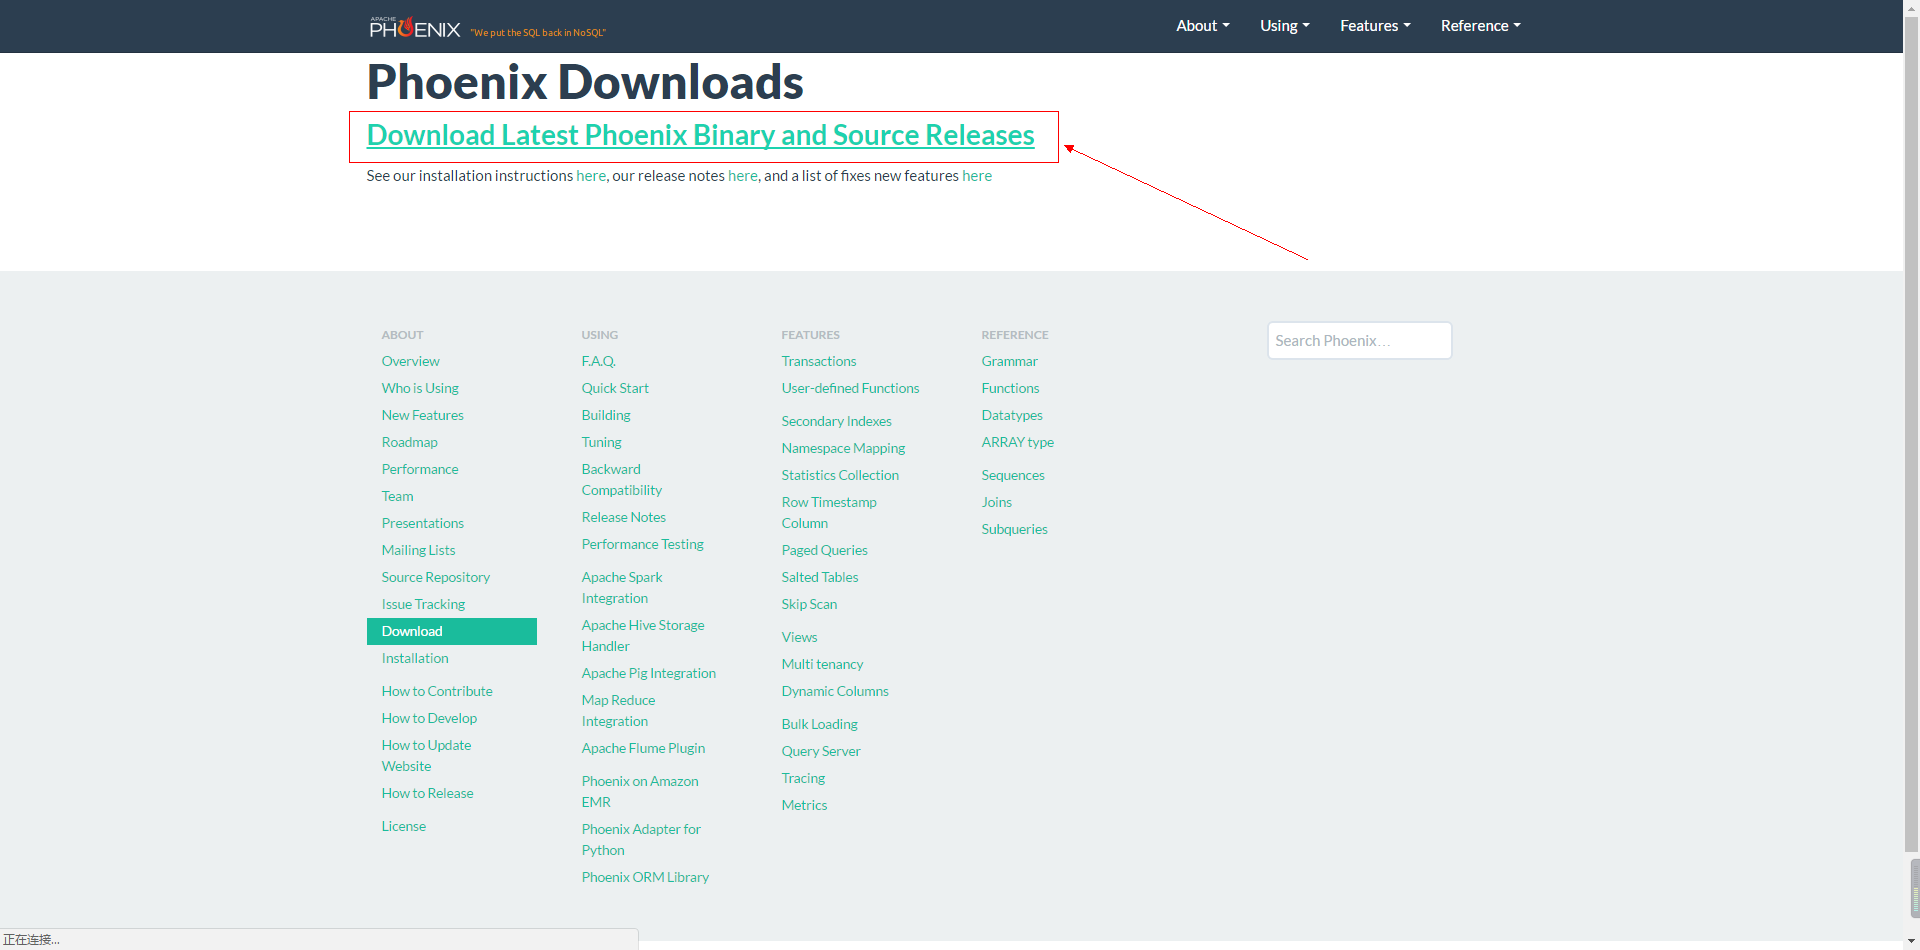 APACHE
PHOENIX "We put the SQL back in NoSQL"
About Using Features Reference
Phoenix Downloads
Download Latest Phoenix Binary and Source Releases
See our installation instructions here, our release notes here, and a list of fixes new features here
ABOUT
Overview
Who is Using
New Features
Roadmap
Performance
Team
Presentations
Mailing Lists
Source Repository
Issue Tracking
Download
Installation
How to Contribute
How to Develop
How to Update
Website
How to Release
License
USING
F.A.Q.
Quick Start
Building
Tuning
Backward
Compatibility
Release Notes
Performance Testing
Apache Spark
Integration
Apache Hive Storage
Handler
Apache Pig Integration
Map Reduce
Integration
Apache Flume Plugin
Phoenix on Amazon
EMR
Phoenix Adapter for
Python
Phoenix ORM Library
FEATURES
Transactions
User-defined Functions
Secondary Indexes
Namespace Mapping
Statistics Collection
Row Timestamp
Column
Paged Queries
Salted Tables
Skip Scan
Views
Multi tenancy
Dynamic Columns
Bulk Loading
Query Server
Tracing
Metrics
REFERENCE
Grammar
Functions
Datatypes
ARRAY type
Sequences
Joins
Subqueries
Search Phoenix…
正在连接...